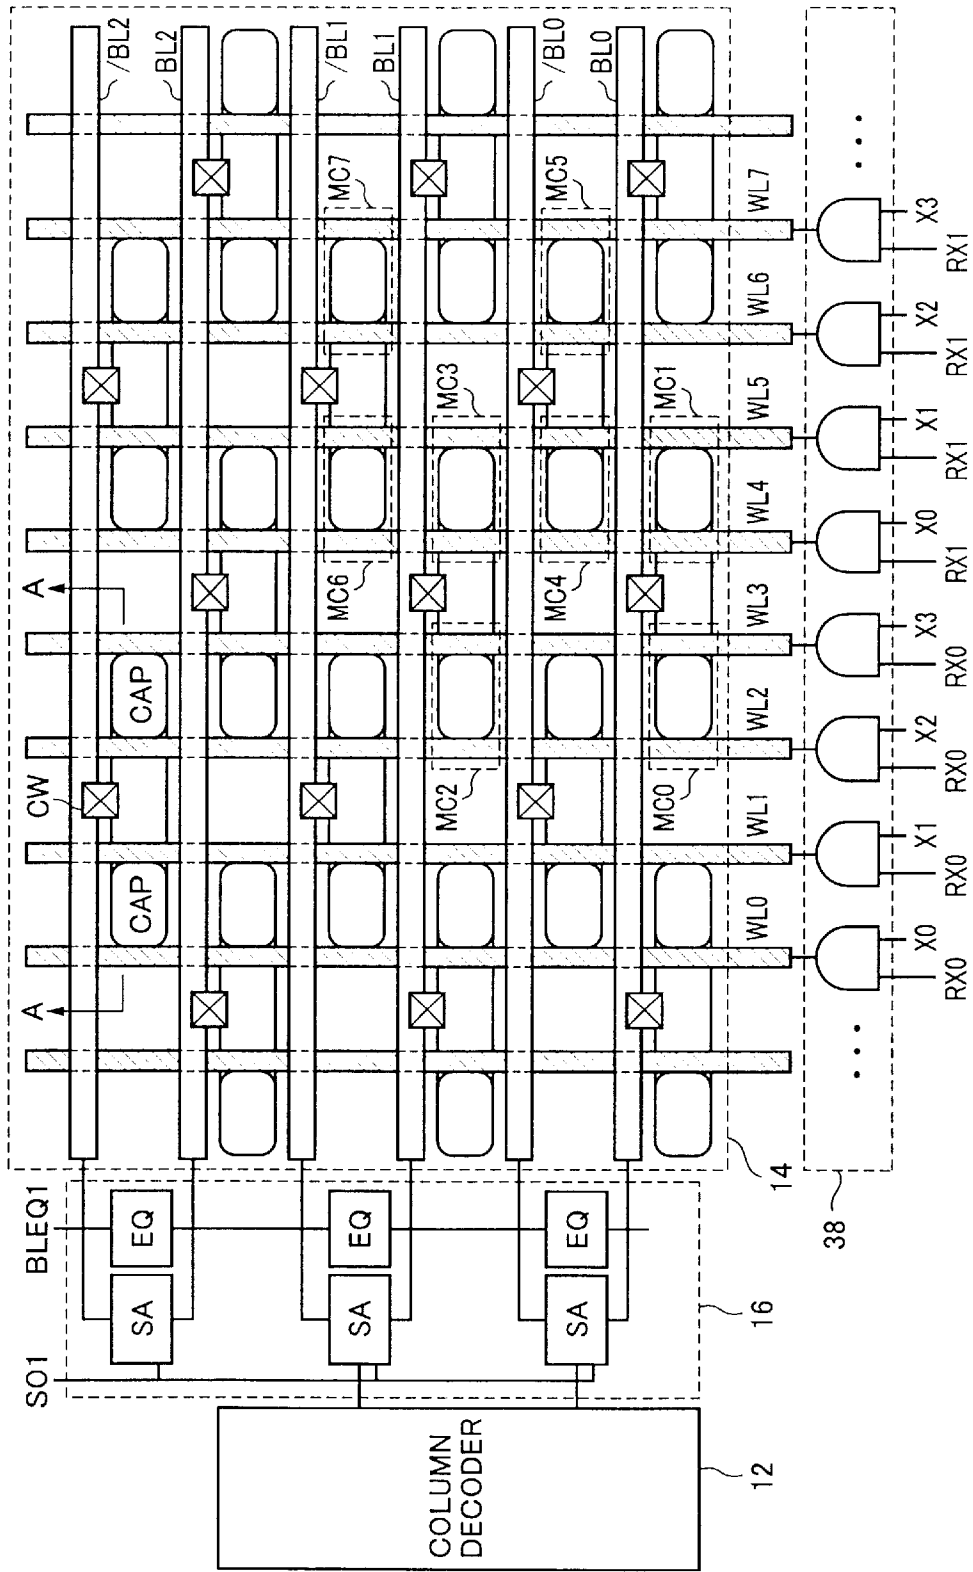 SO1
BLEQ1
A
CW
A
/BL2
SA
EQ
CAP
CAP
BL2
/BL1
MC6
MC7
SA
EQ
BL1
COLUMN
DECODER
MC2
MC3
/BL0
MC4
MC5
SA
EQ
BL0
MC0
MC1
WL0 WL1 WL2 WL3 WL4 WL5 WL6 WL7
12
16
14
38
... ...
X0 X1 X2 X3 X0 X1 X2 X3
RX0 RX0 RX0 RX0 RX1 RX1 RX1 RX1